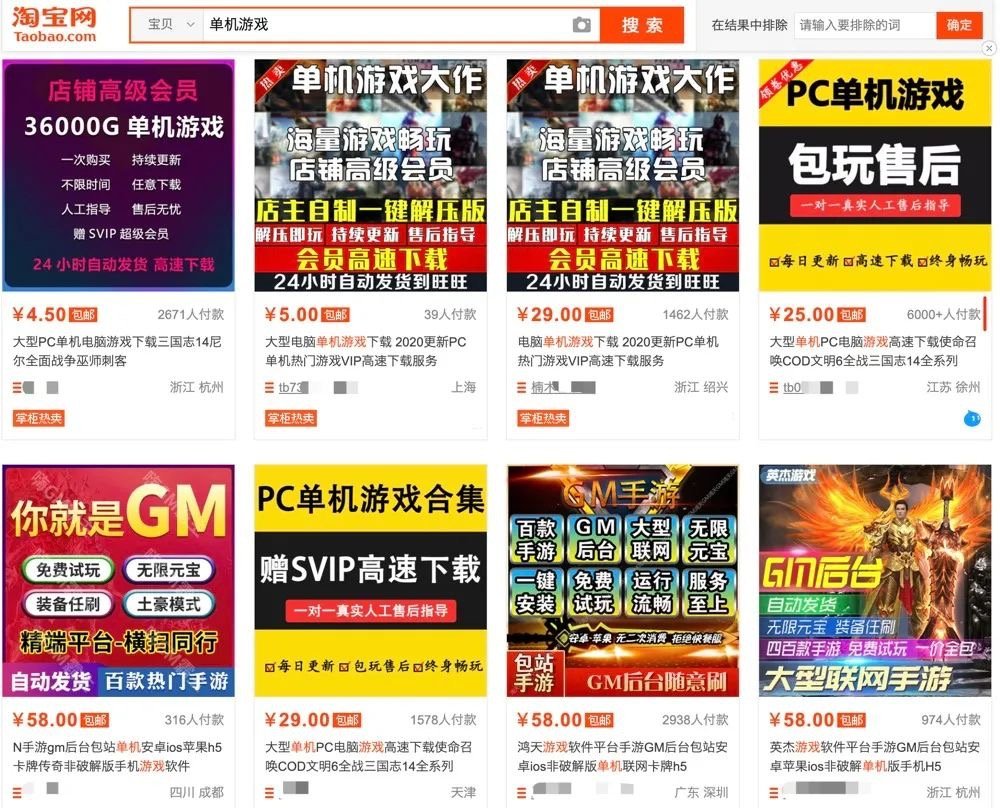 淘宝网
Taobao.com
宝贝
单机游戏
搜索
在结果中排除
请输入要排除的词
确定
店铺高级会员
36000G 单机游戏
一次购买 持续更新
不限时间 任意下载
人工指导 售后无忧
赠 SVIP 超级会员
24 小时自动发货 高速下载
¥4.50 包邮 2671人付款
大型PC单机电脑游戏下载三国志14尼
尔全面战争巫师刺客
浙江 杭州
掌柜热卖
热卖
单机游戏大作
海量游戏畅玩
店铺高级会员
店主自制一键解压版
解压即玩 持续更新 售后指导
会员高速下载
24小时自动发货到旺旺
¥5.00 包邮 39人付款
大型电脑单机游戏下载 2020更新PC
单机热门游戏VIP高速下载服务
tb73
上海
掌柜热卖
热卖
单机游戏大作
海量游戏畅玩
店铺高级会员
店主自制一键解压版
解压即玩 持续更新 售后指导
会员高速下载
24小时自动发货到旺旺
¥29.00 包邮 1462人付款
电脑单机游戏下载 2020更新PC单机
热门游戏VIP高速下载服务
楠木
浙江 绍兴
掌柜热卖
领卷优惠
PC单机游戏
包玩售后
一对一真实人工售后指导
每日更新 高速下载 终身畅玩
¥25.00 包邮 6000+人付款
大型单机PC电脑游戏高速下载使命召
唤COD文明6全战三国志14全系列
tb0
江苏 徐州
你就是GM
免费试玩 无限元宝
装备任刷 土豪模式
精端平台-横扫同行
自动发货 百款热门手游
¥58.00 包邮 316人付款
N手游gm后台包站单机安卓ios苹果h5
卡牌传奇非破解版手机游戏软件
四川 成都
PC单机游戏合集
赠SVIP高速下载
一对一真实人工售后指导
每日更新 包玩售后 终身畅玩
¥29.00 包邮 1578人付款
大型单机PC电脑游戏高速下载使命召
唤COD文明6全战三国志14全系列
天津
GM手游
百款手游 GM后台 大型联网 无限元宝
一键安装 免费试玩 运行流畅 服务至上
安卓-苹果 无二次消费 拒绝快餐服
包站手游
GM后台随意刷
¥58.00 包邮 2938人付款
鸿天游戏软件平台手游GM后台包站安
卓ios非破解版单机联网卡牌h5
广东 深圳
英杰游戏
GM后台
自动发货
无限元宝 装备任刷
四百款手游 免费试玩 一价全包
大型联网手游
¥58.00 包邮 974人付款
英杰游戏软件平台手游GM后台包站安
卓苹果ios非破解单机版手机H5
浙江 杭州